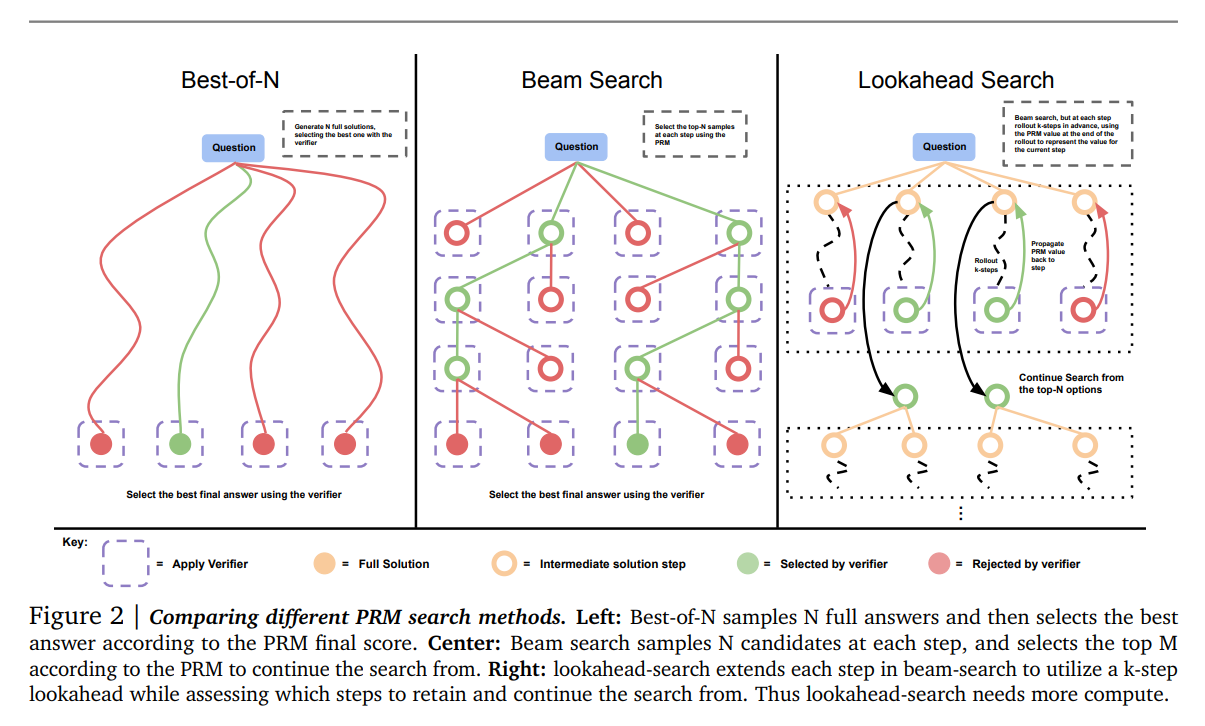 Best-of-N
Generate N full solutions,
selecting the best one with the
verifier
Question
Select the best final answer using the verifier
Beam Search
Select the top-N samples
at each step using the
PRM
Question
Select the best final answer using the verifier
Lookahead Search
Beam search, but at each step
rollout k-steps in advance, using
the PRM value at the end of the
rollout to represent the value for
the current step
Question
Propagate
PRM value
back to
step
Rollout
k-steps
Continue Search from
the top-N options
Key:
= Apply Verifier
= Full Solution
= Intermediate solution step
= Selected by verifier
= Rejected by verifier
Figure 2 | Comparing different PRM search methods. Left: Best-of-N samples N full answers and then selects the best
answer according to the PRM final score. Center: Beam search samples N candidates at each step, and selects the top M
according to the PRM to continue the search from. Right: lookahead-search extends each step in beam-search to utilize a k-step
lookahead while assessing which steps to retain and continue the search from. Thus lookahead-search needs more compute.